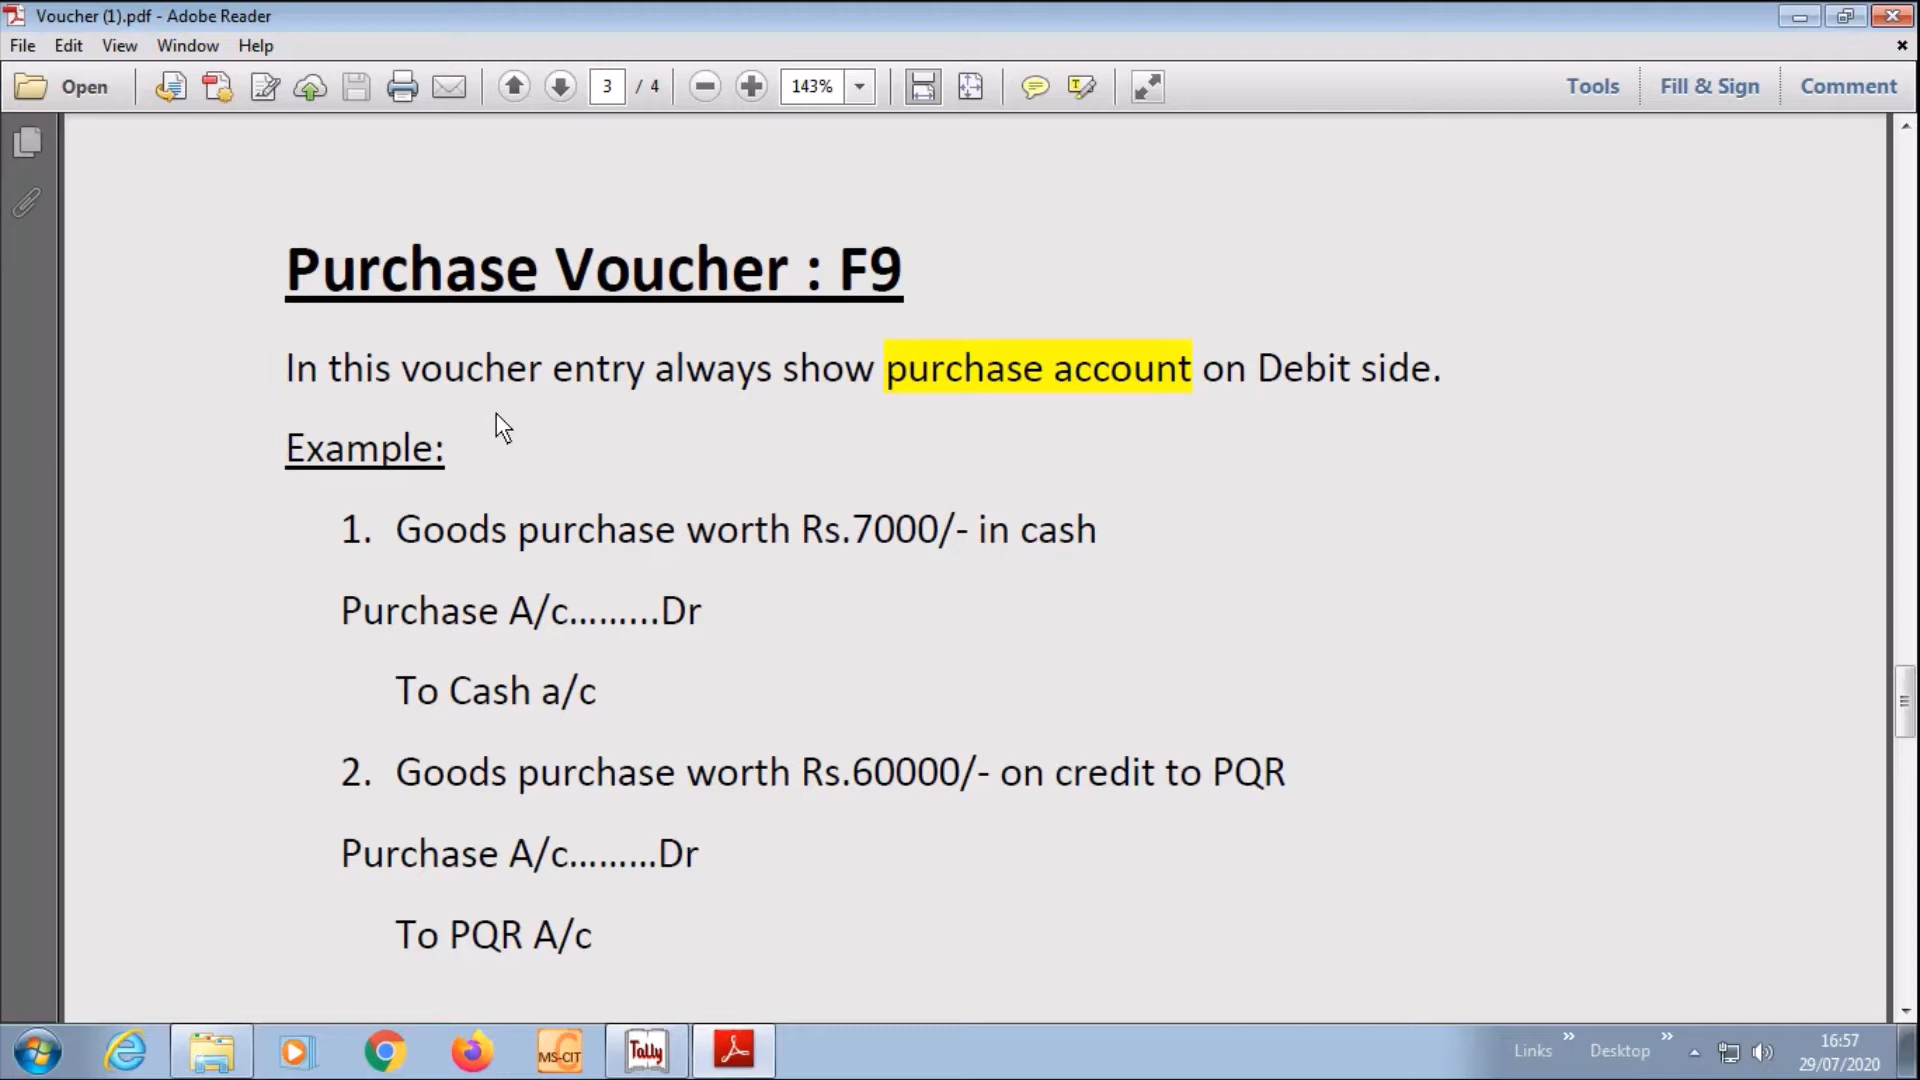 Voucher (1).pdf - Adobe Reader
File Edit View Window Help
Open 3 / 4 143% Tools Fill & Sign Comment
Purchase Voucher : F9
In this voucher entry always show purchase account on Debit side.
Example:
1. Goods purchase worth Rs.7000/- in cash
Purchase A/c.........Dr
To Cash a/c
2. Goods purchase worth Rs.60000/- on credit to PQR
Purchase A/c.........Dr
To PQR A/c
MS-CIT Tally Links Desktop 16:57
29/07/2020